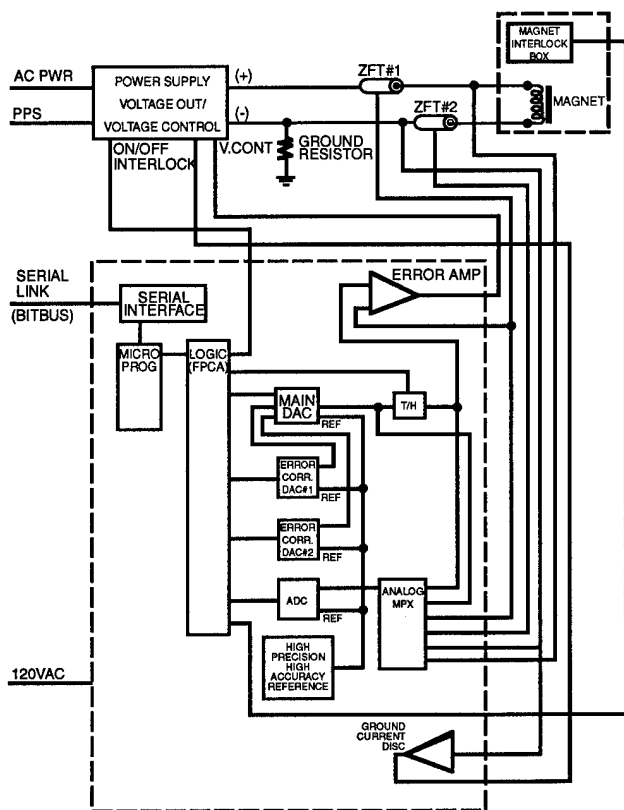 MAGNET
INTERLOCK
BOX
MAGNET
ZFT#1
ZFT#2
AC PWR
PPS
POWER SUPPLY
VOLTAGE OUT/
VOLTAGE CONTROL
(+)
(-)
ON/OFF
INTERLOCK
V.CONT
GROUND
RESISTOR
SERIAL
LINK
(BITBUS)
SERIAL
INTERFACE
MICRO
PROG
LOGIC
(FPCA)
ERROR AMP
MAIN
DAC
REF
T/H
ERROR
CORR.
DAC#1
REF
ERROR
CORR.
DAC#2
REF
ADC
REF
ANALOG
MPX
HIGH
PRECISION
HIGH
ACCURACY
REFERENCE
120VAC
GROUND
CURRENT
DISC